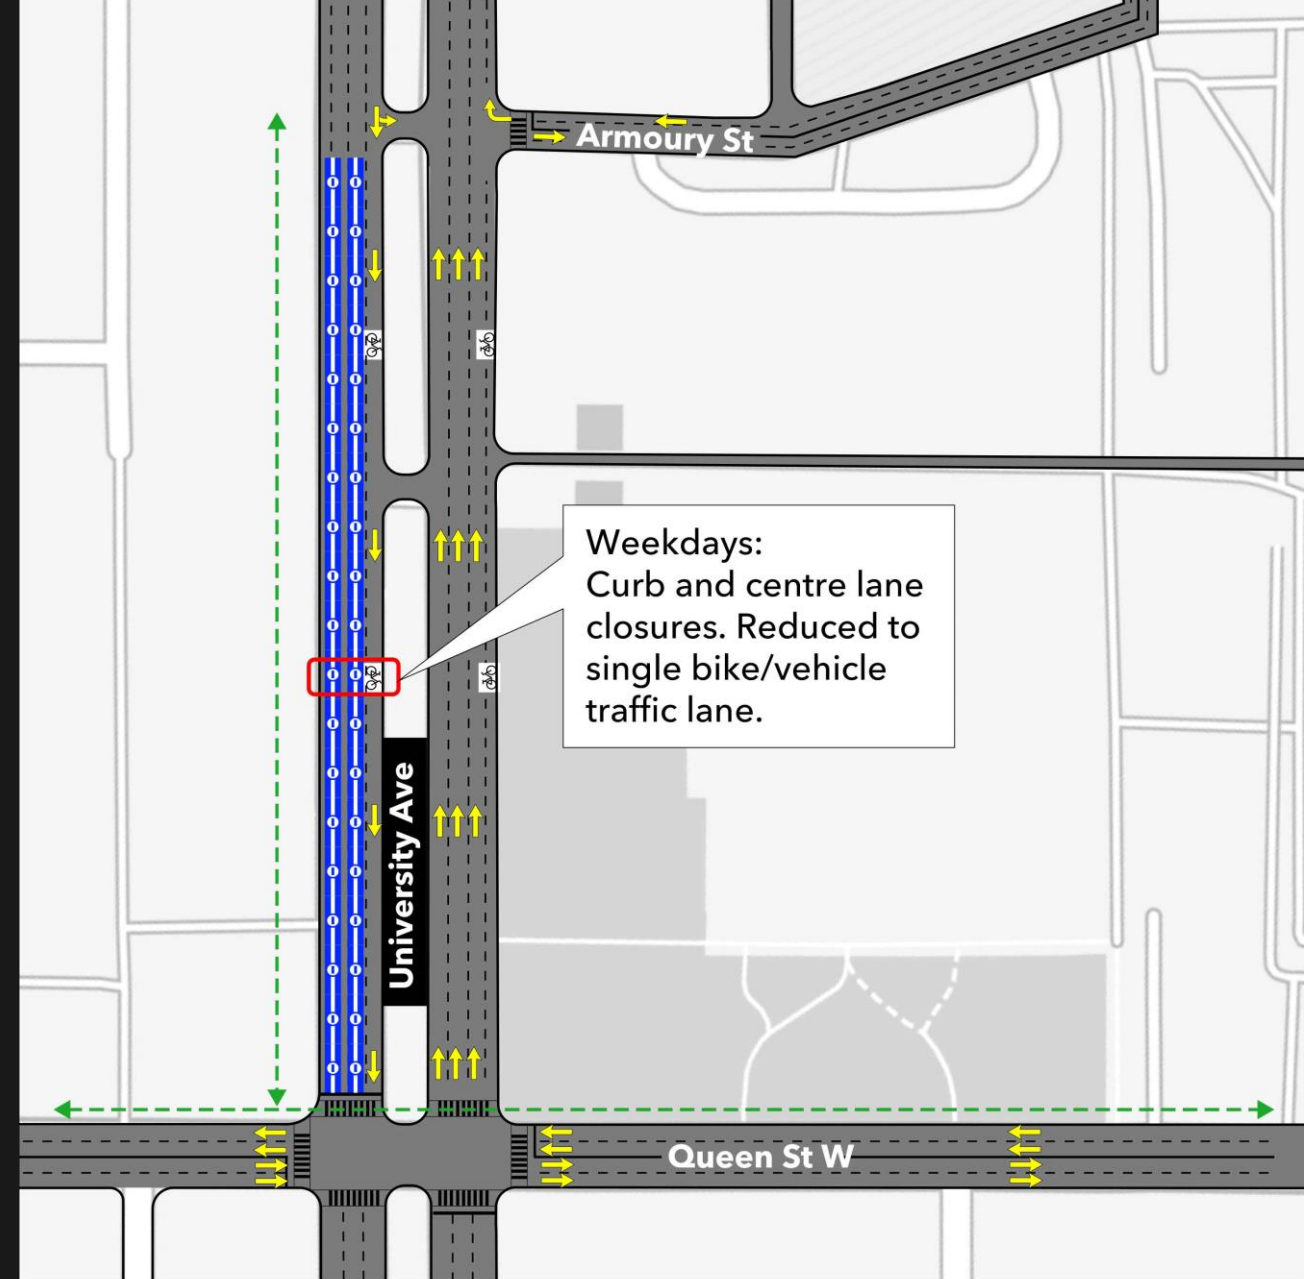 Armoury St
Weekdays:
Curb and centre lane
closures. Reduced to
single bike/vehicle
traffic lane.
University Ave
Queen St W